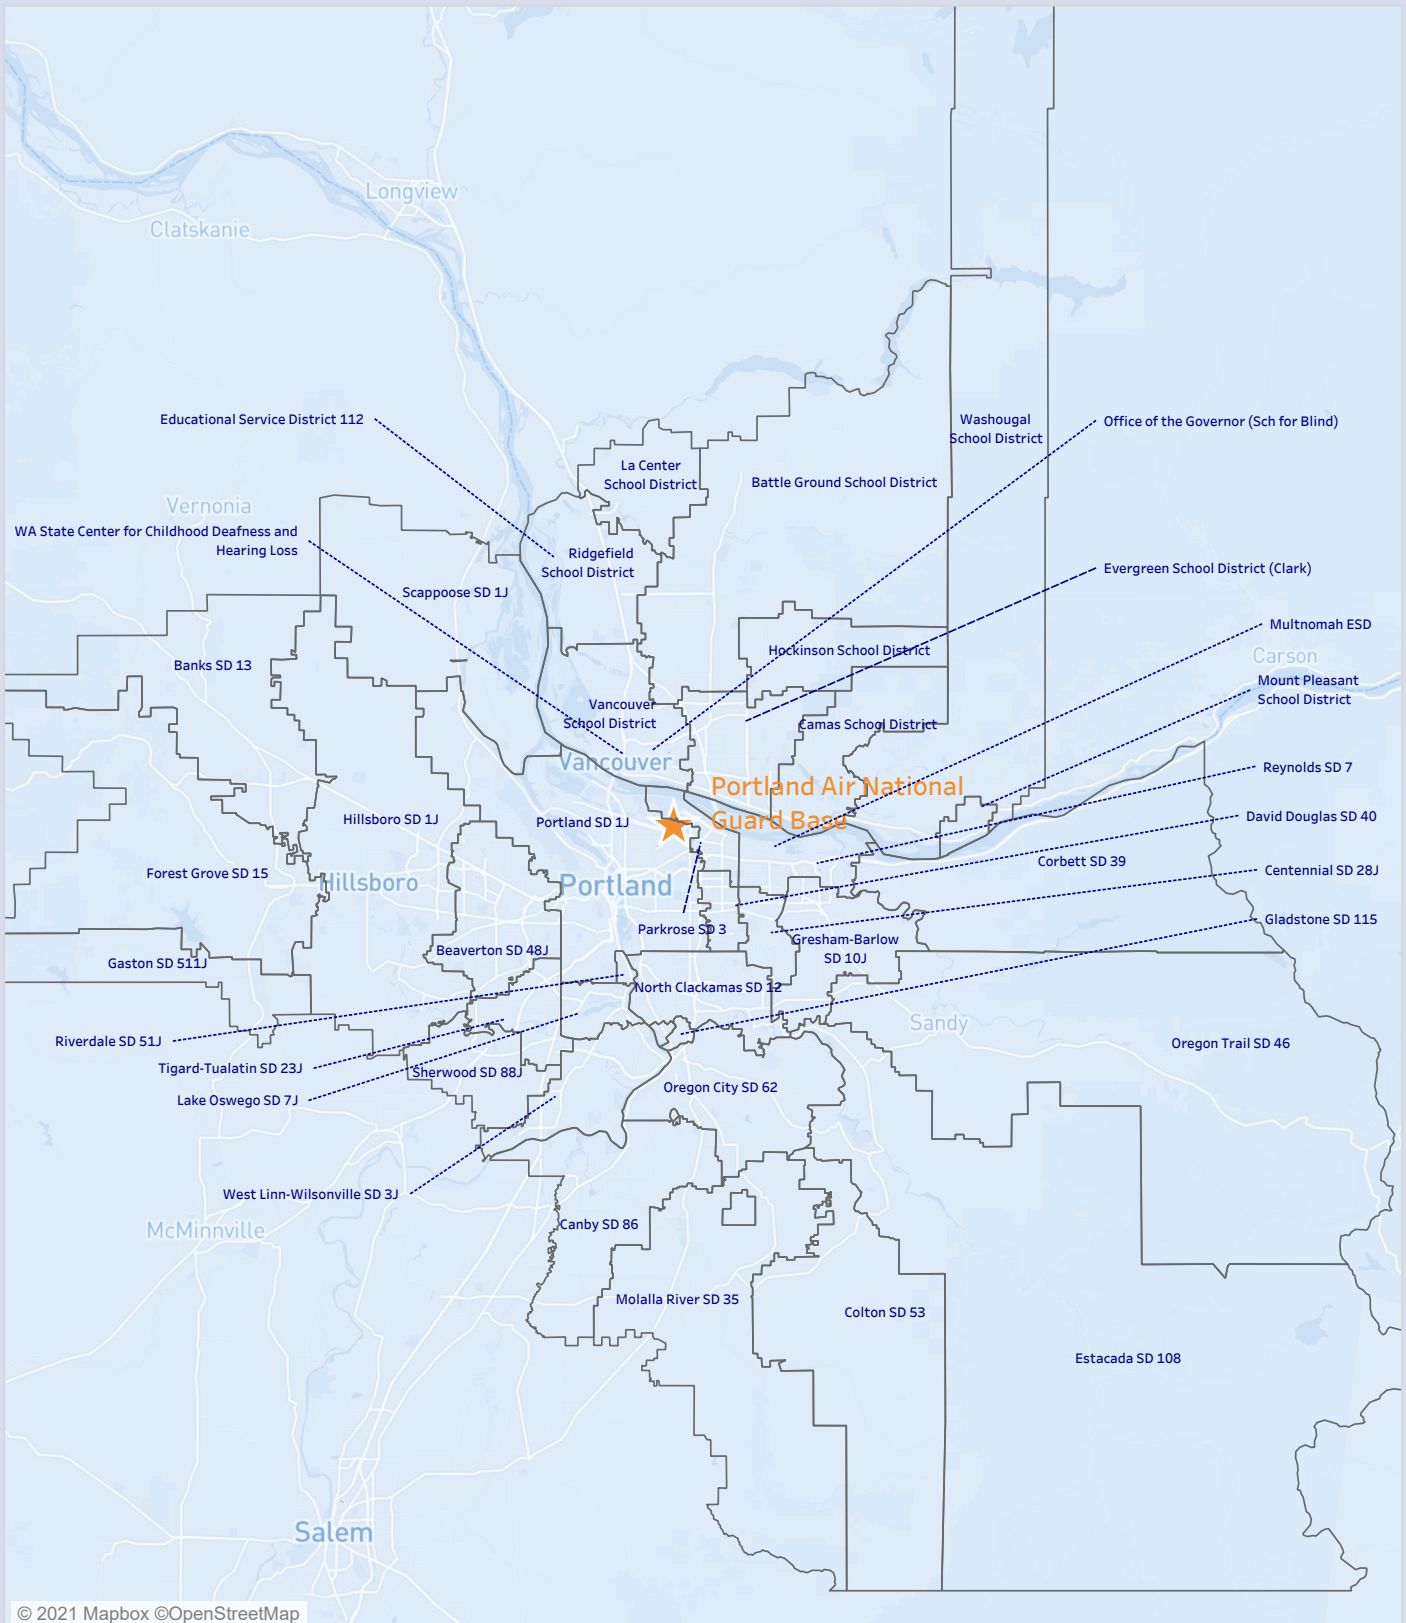 Longview
Clatskanie
Educational Service District 112
Washougal
School District
Office of the Governor (Sch for Blind)
La Center
School District
Battle Ground School District
Vernonia
WA State Center for Childhood Deafness and
Hearing Loss
Ridgefield
School District
Evergreen School District (Clark)
Scappoose SD 1J
Multnomah ESD
Hockinson School District
Carson
Banks SD 13
Mount Pleasant
School District
Vancouver
School District
Camas School District
Vancouver
Reynolds SD 7
Portland Air National
Guard Base
Hillsboro SD 1J
Portland SD 1J
David Douglas SD 40
Corbett SD 39
Forest Grove SD 15
Hillsboro
Portland
Centennial SD 28J
Gladstone SD 115
Parkrose SD 3
Gresham-Barlow
SD 10J
Beaverton SD 48J
Gaston SD 511J
North Clackamas SD 12
Sandy
Riverdale SD 51J
Oregon Trail SD 46
Tigard-Tualatin SD 23J
Sherwood SD 88J
Oregon City SD 62
Lake Oswego SD 7J
West Linn-Wilsonville SD 3J
McMinnville
Canby SD 86
Molalla River SD 35
Colton SD 53
Estacada SD 108
Salem
© 2021 Mapbox ©OpenStreetMap